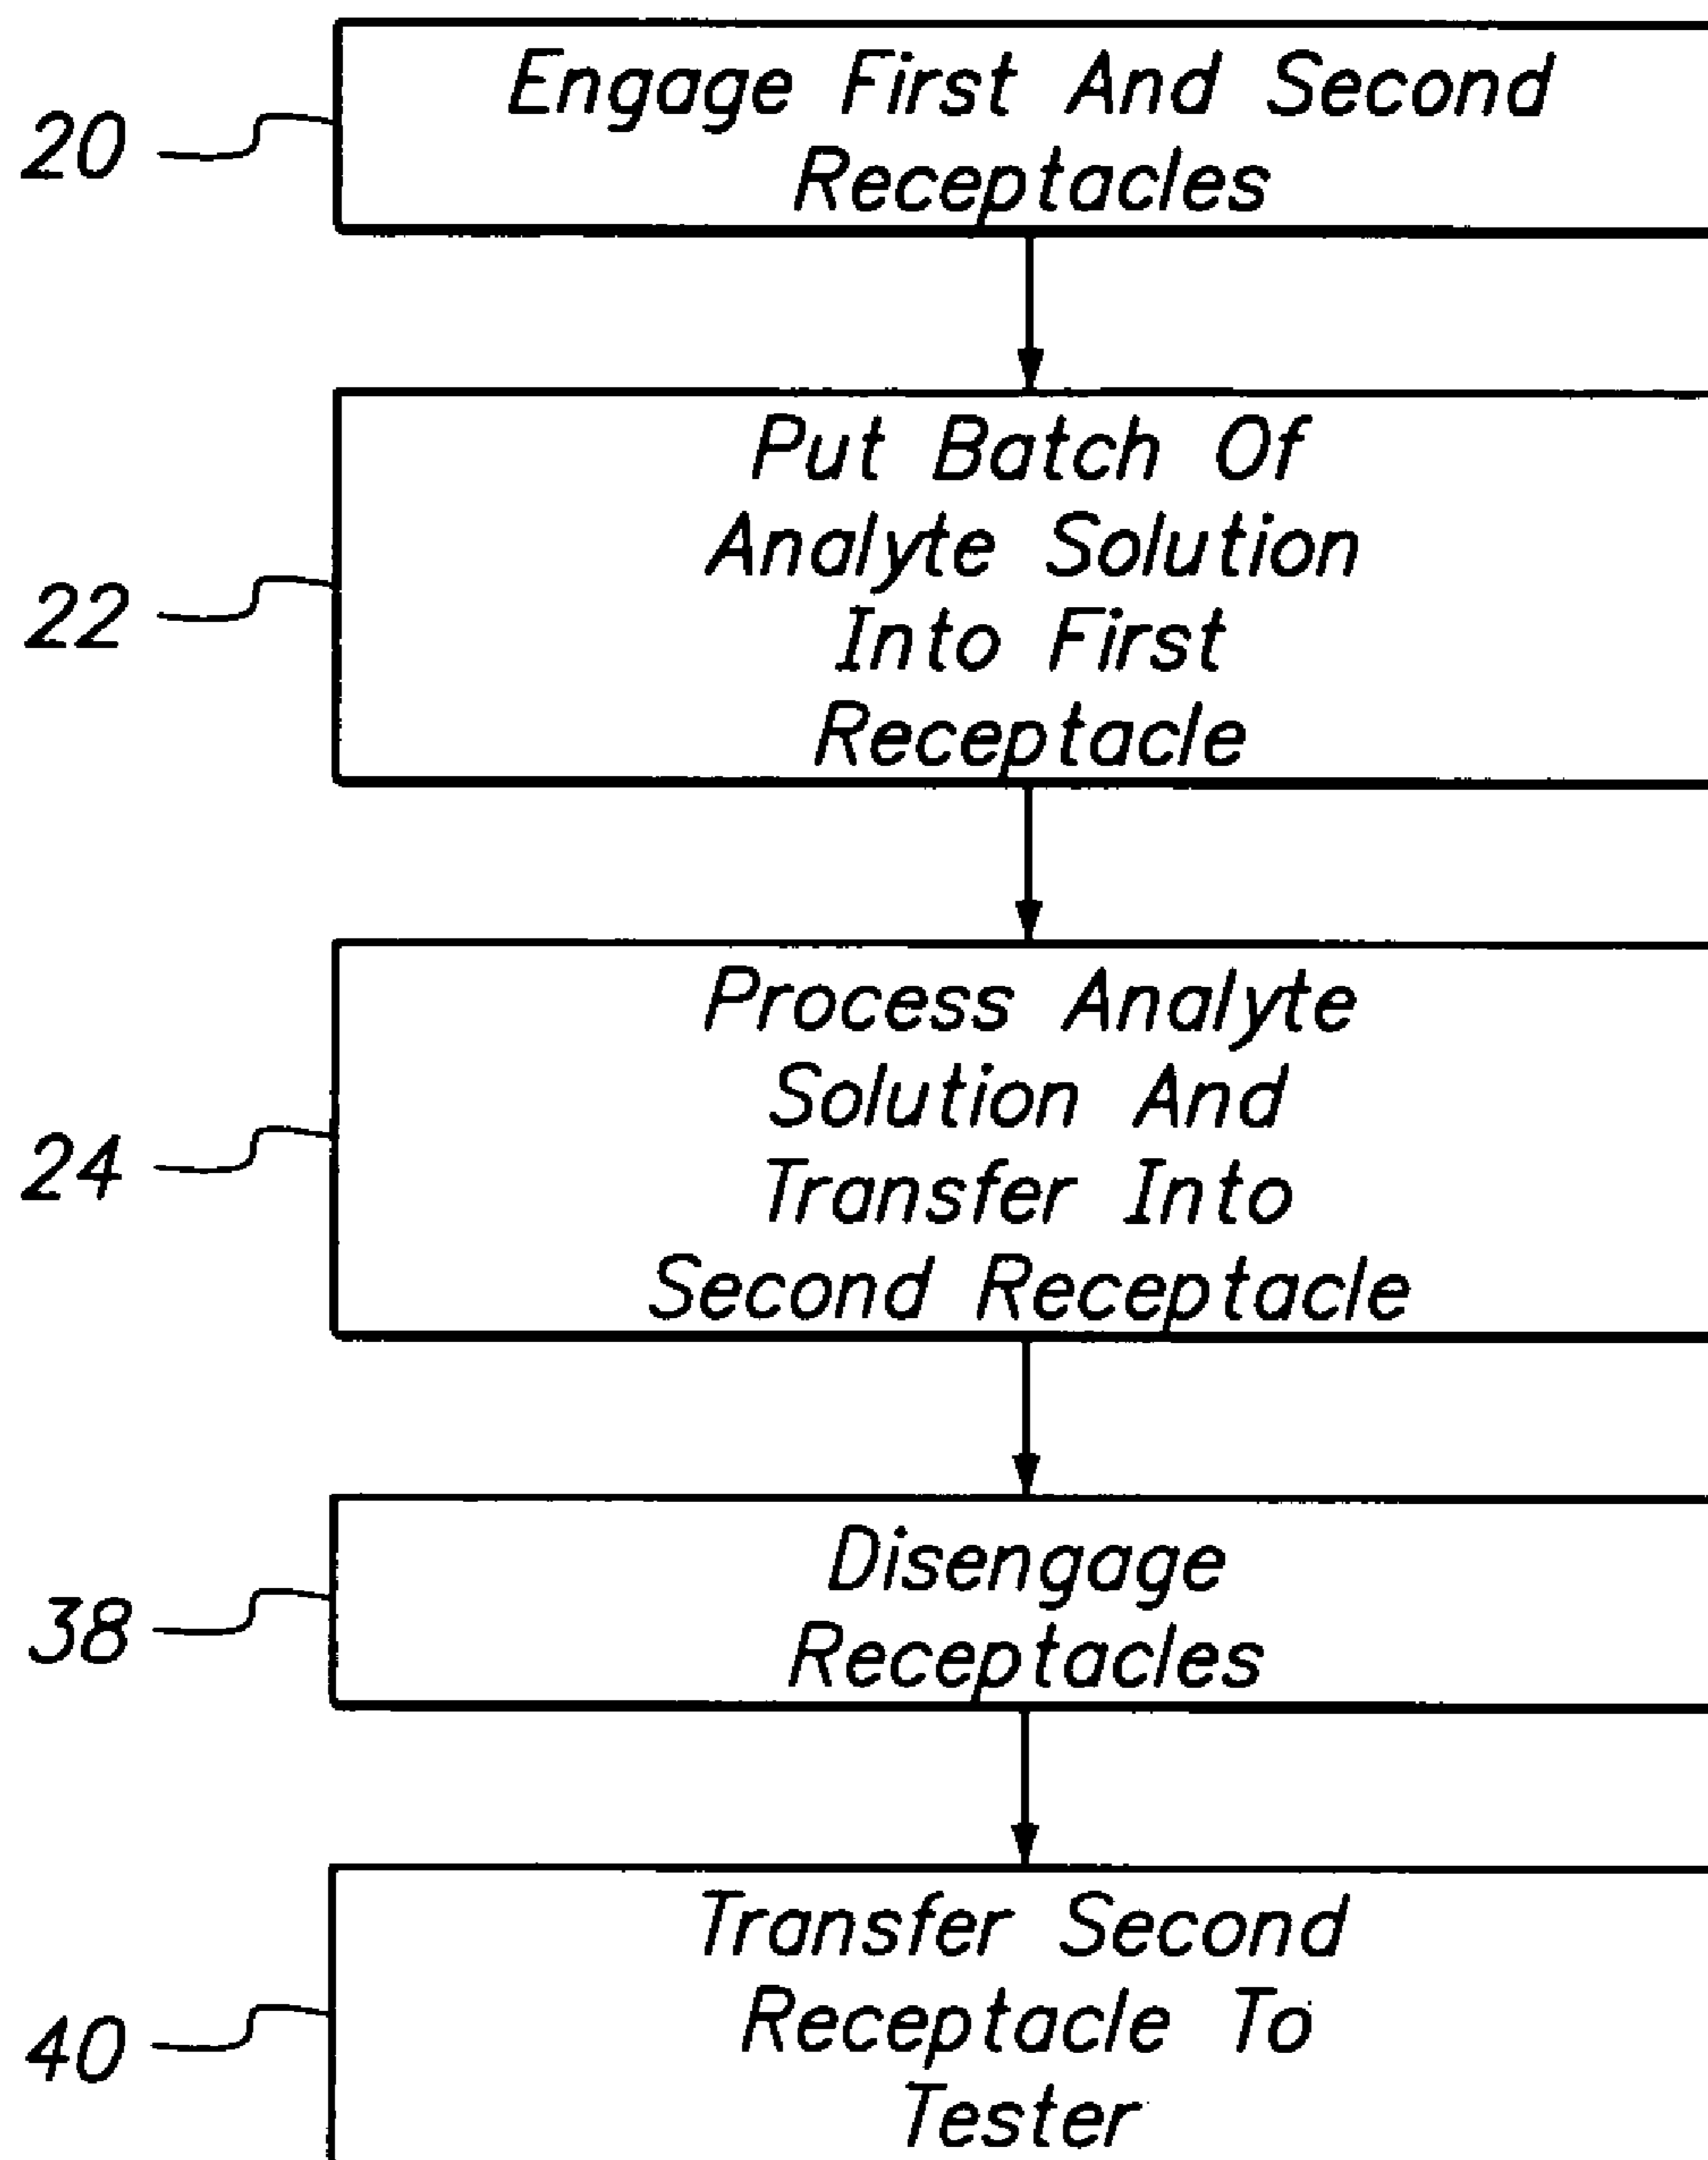 20
Engage First And Second
Receptacles
22
Put Batch Of
Analyte Solution
Into First
Receptacle
24
Process Analyte
Solution And
Transfer Into
Second Receptacle
38
Disengage
Receptacles
40
Transfer Second
Receptacle To
Tester